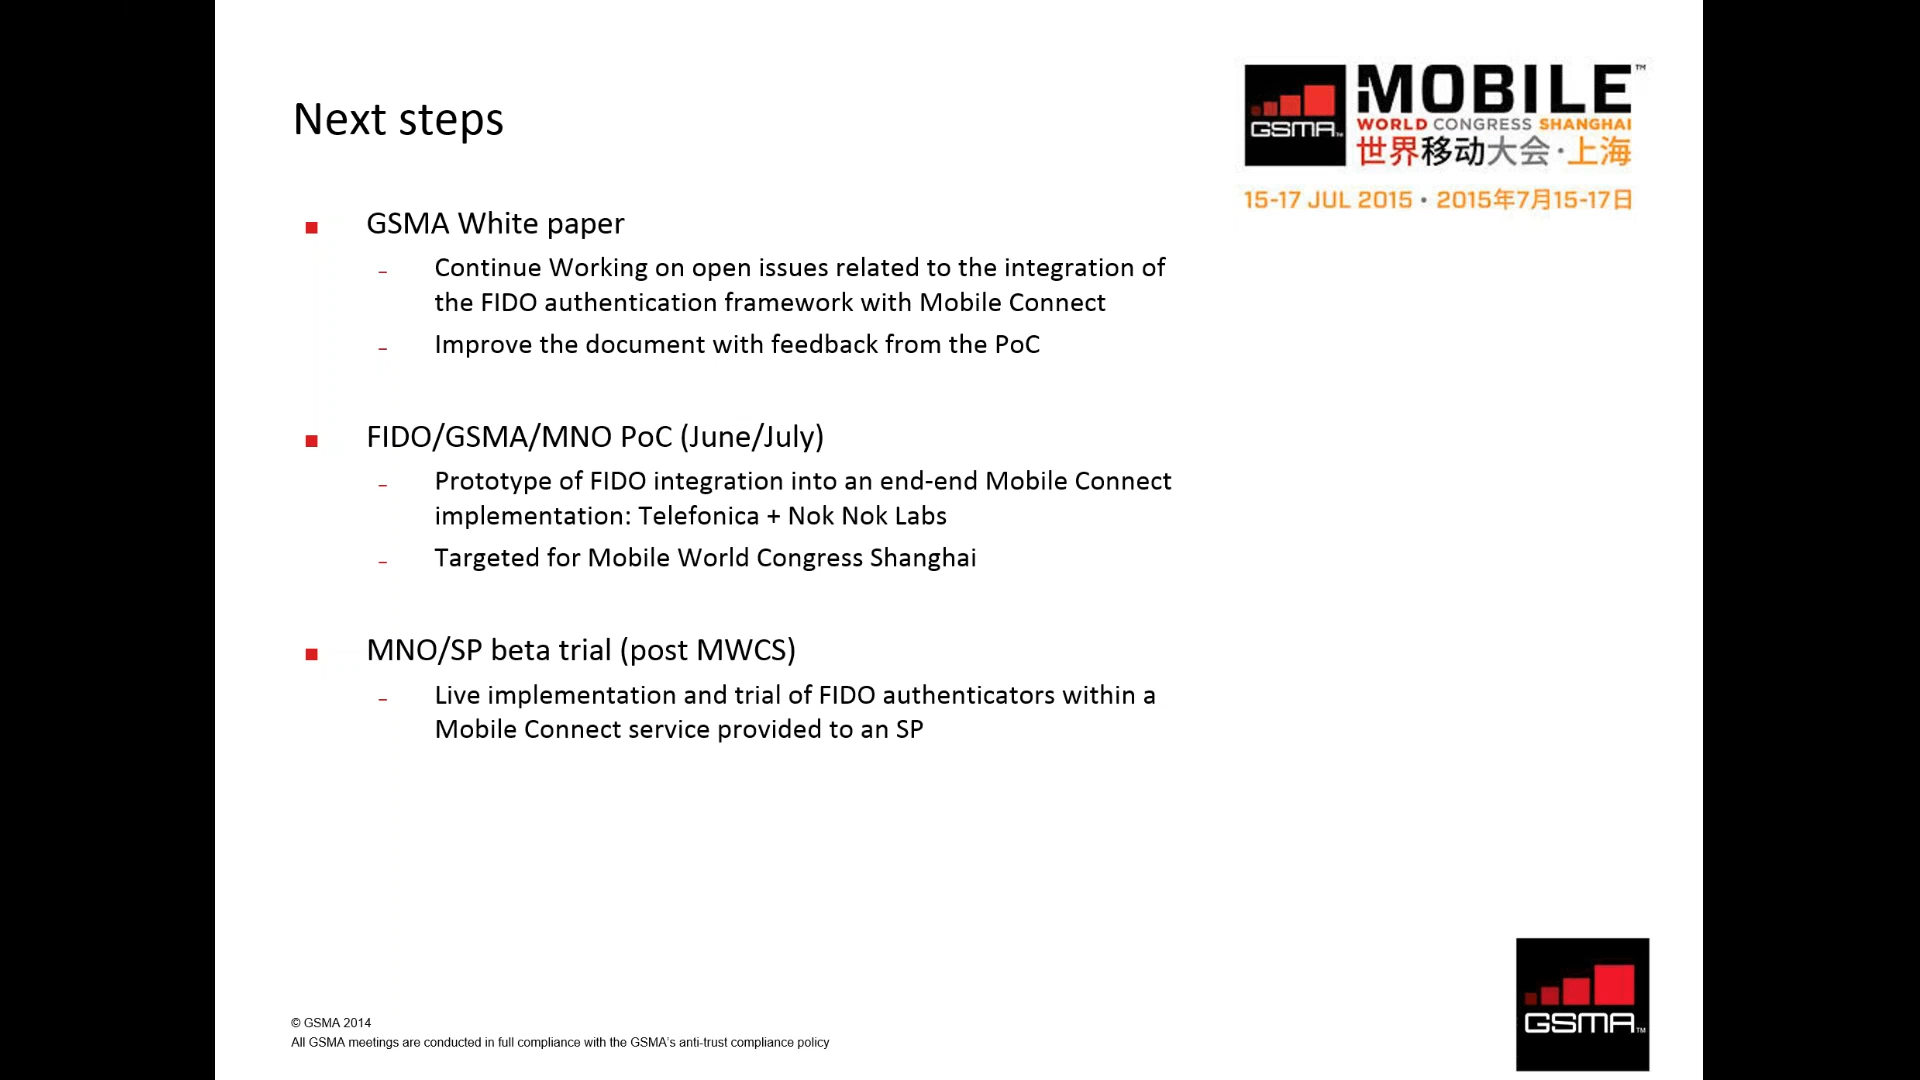 Next steps
GSMA™
MOBILE™
WORLD CONGRESS SHANGHAI
世界移动大会·上海
15-17 JUL 2015 • 2015年7月15-17日
GSMA White paper
Continue Working on open issues related to the integration of
the FIDO authentication framework with Mobile Connect
Improve the document with feedback from the PoC
FIDO/GSMA/MNO PoC (June/July)
Prototype of FIDO integration into an end-end Mobile Connect
implementation: Telefonica + Nok Nok Labs
Targeted for Mobile World Congress Shanghai
MNO/SP beta trial (post MWCS)
Live implementation and trial of FIDO authenticators within a
Mobile Connect service provided to an SP
© GSMA 2014
All GSMA meetings are conducted in full compliance with the GSMA's anti-trust compliance policy
GSMA™